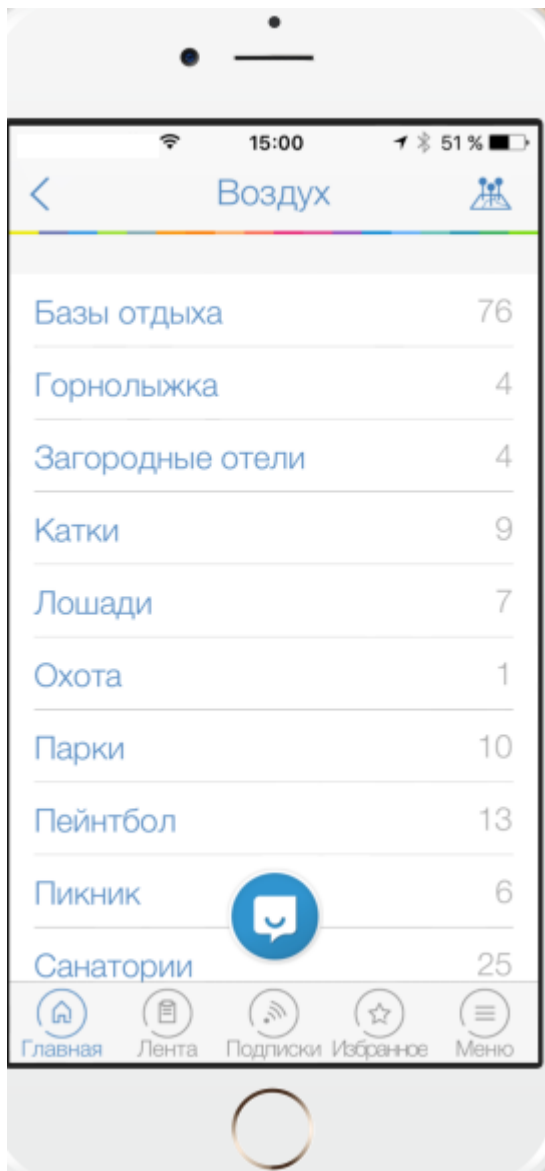 15:00 51 %
Воздух
Базы отдыха 76
Горнолыжка 4
Загородные отели 4
Катки 9
Лошади 7
Охота 1
Парки 10
Пейнтбол 13
Пикник 6
Санатории 25
Главная Лента Подписки Избранное Меню